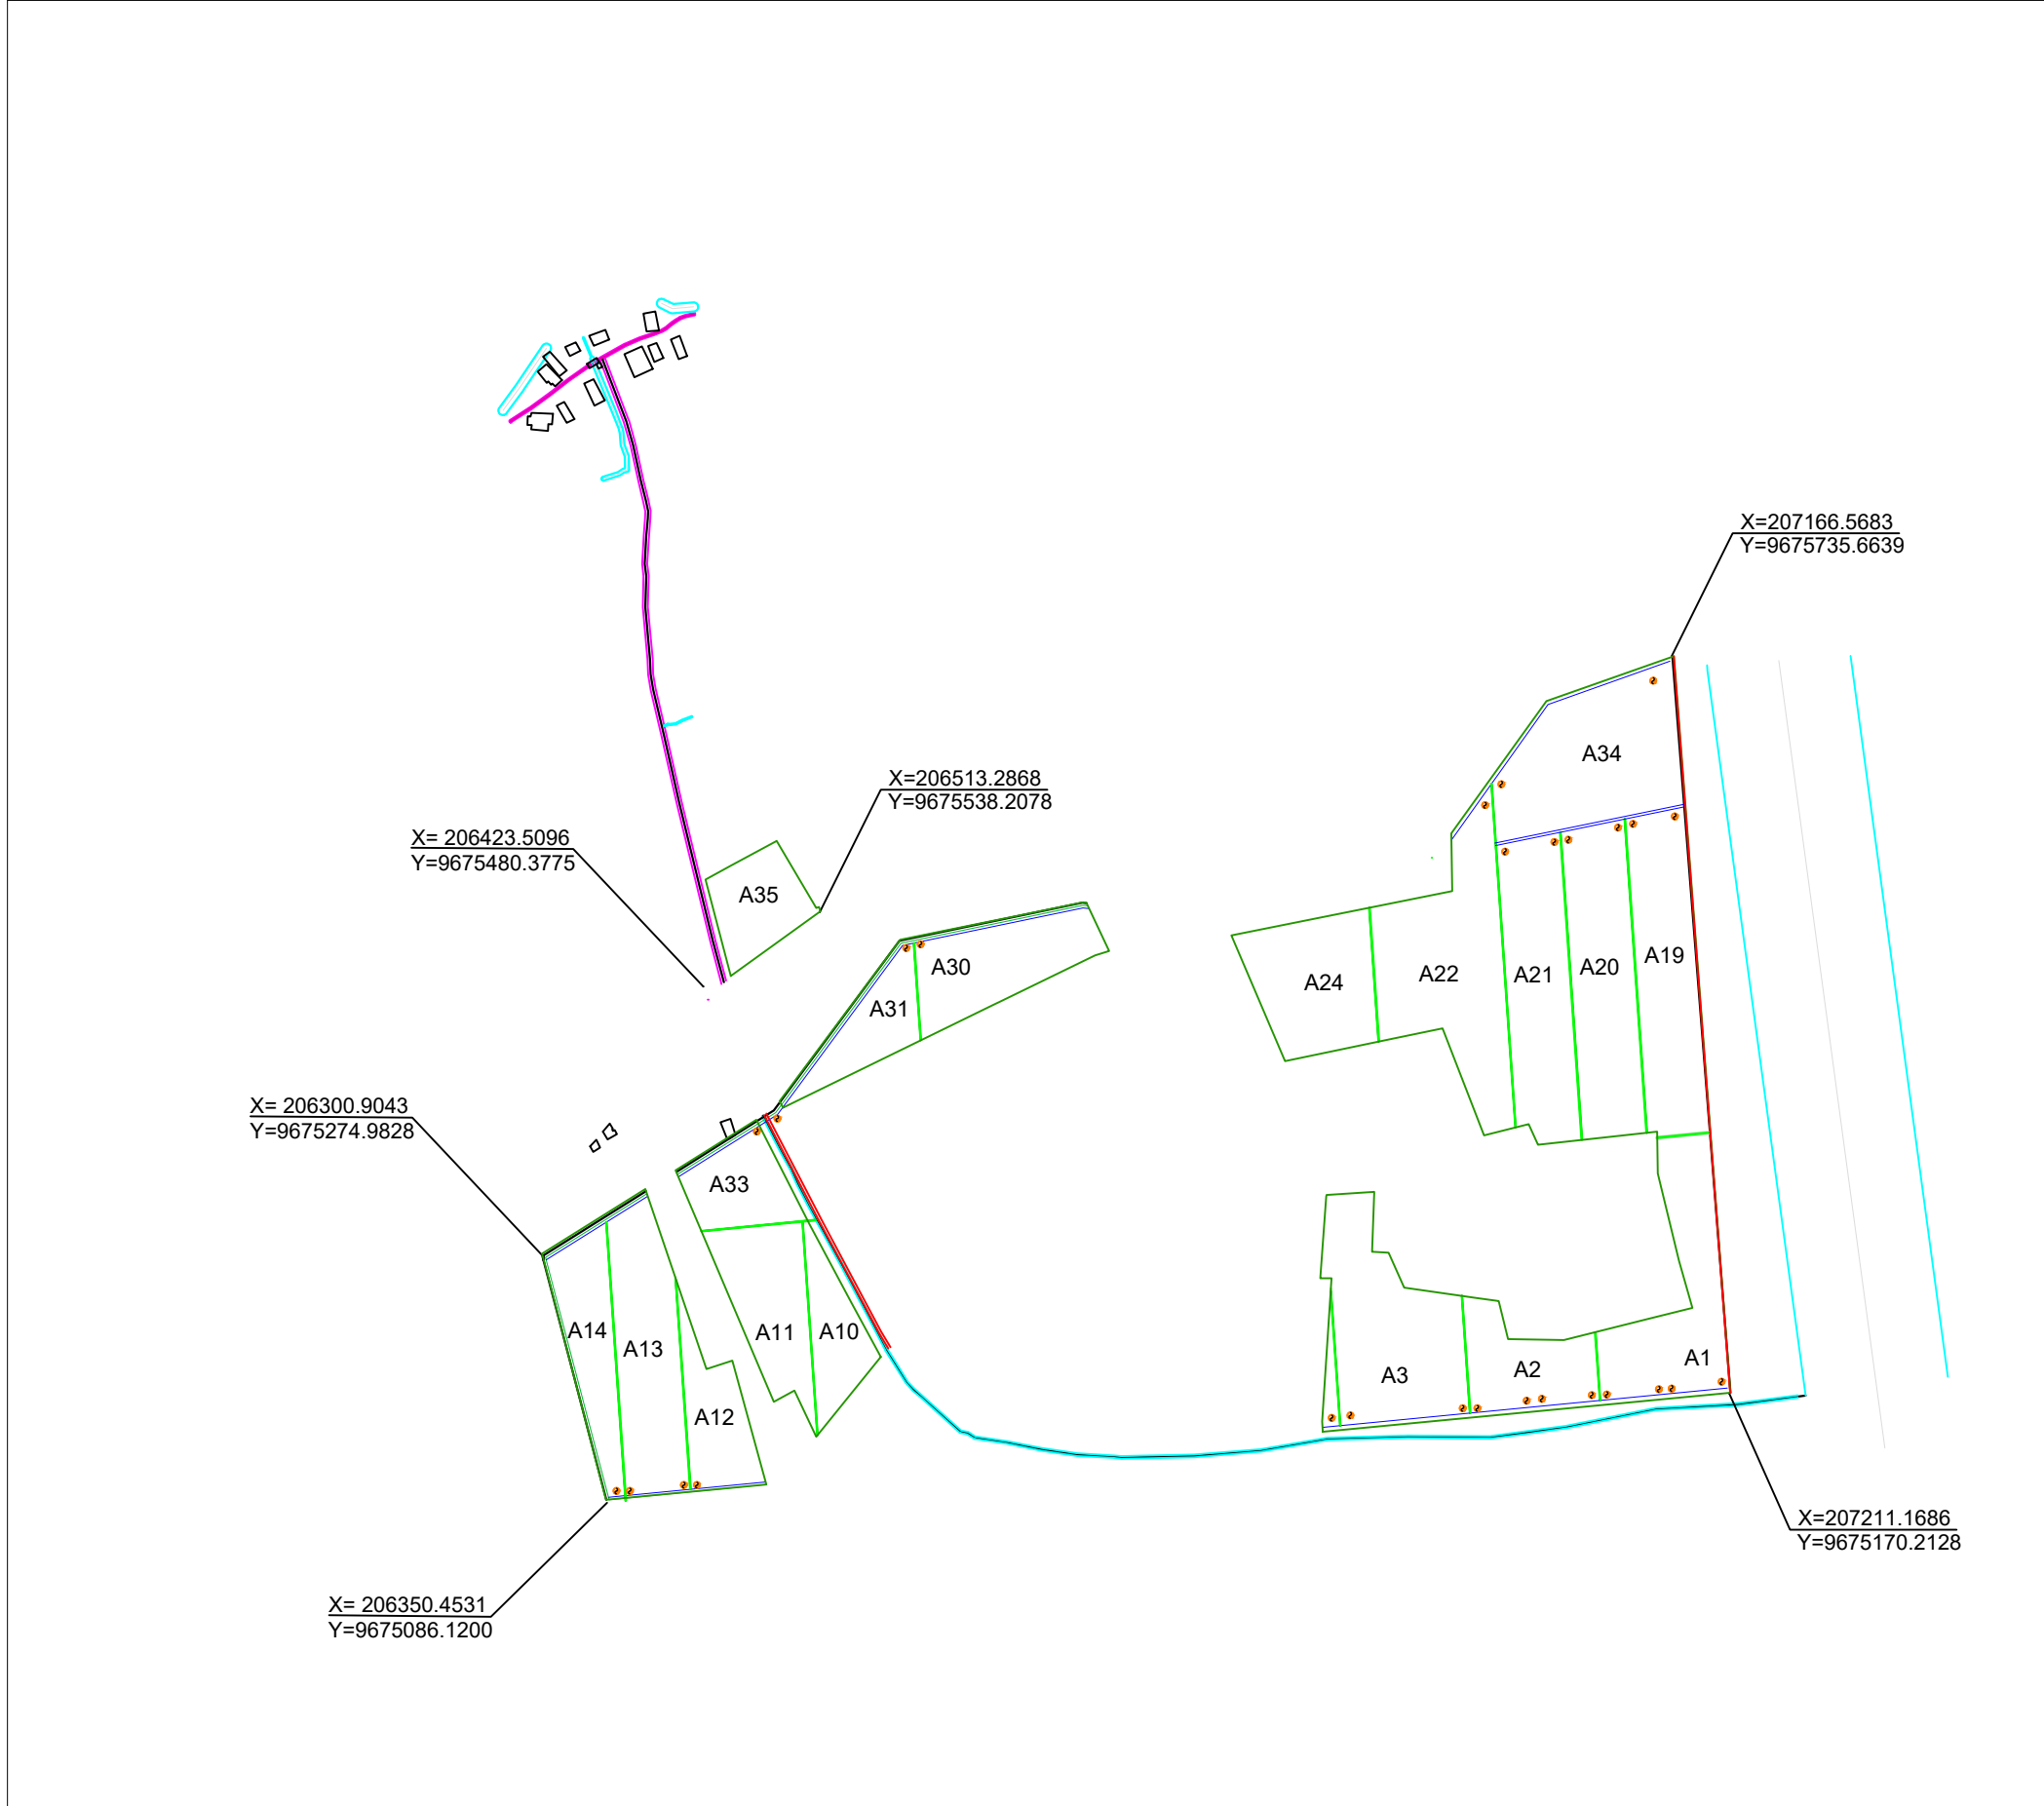 X=207166.5683
Y=9675735.6639
A34
X=206513.2868
Y=9675538.2078
X= 206423.5096
Y=9675480.3775
A35
A30
A31
A24
A22
A21
A20
A19
X= 206300.9043
Y=9675274.9828
A33
A14
A13
A11
A10
A12
A3
A2
A1
X=207211.1686
Y=9675170.2128
X= 206350.4531
Y=9675086.1200